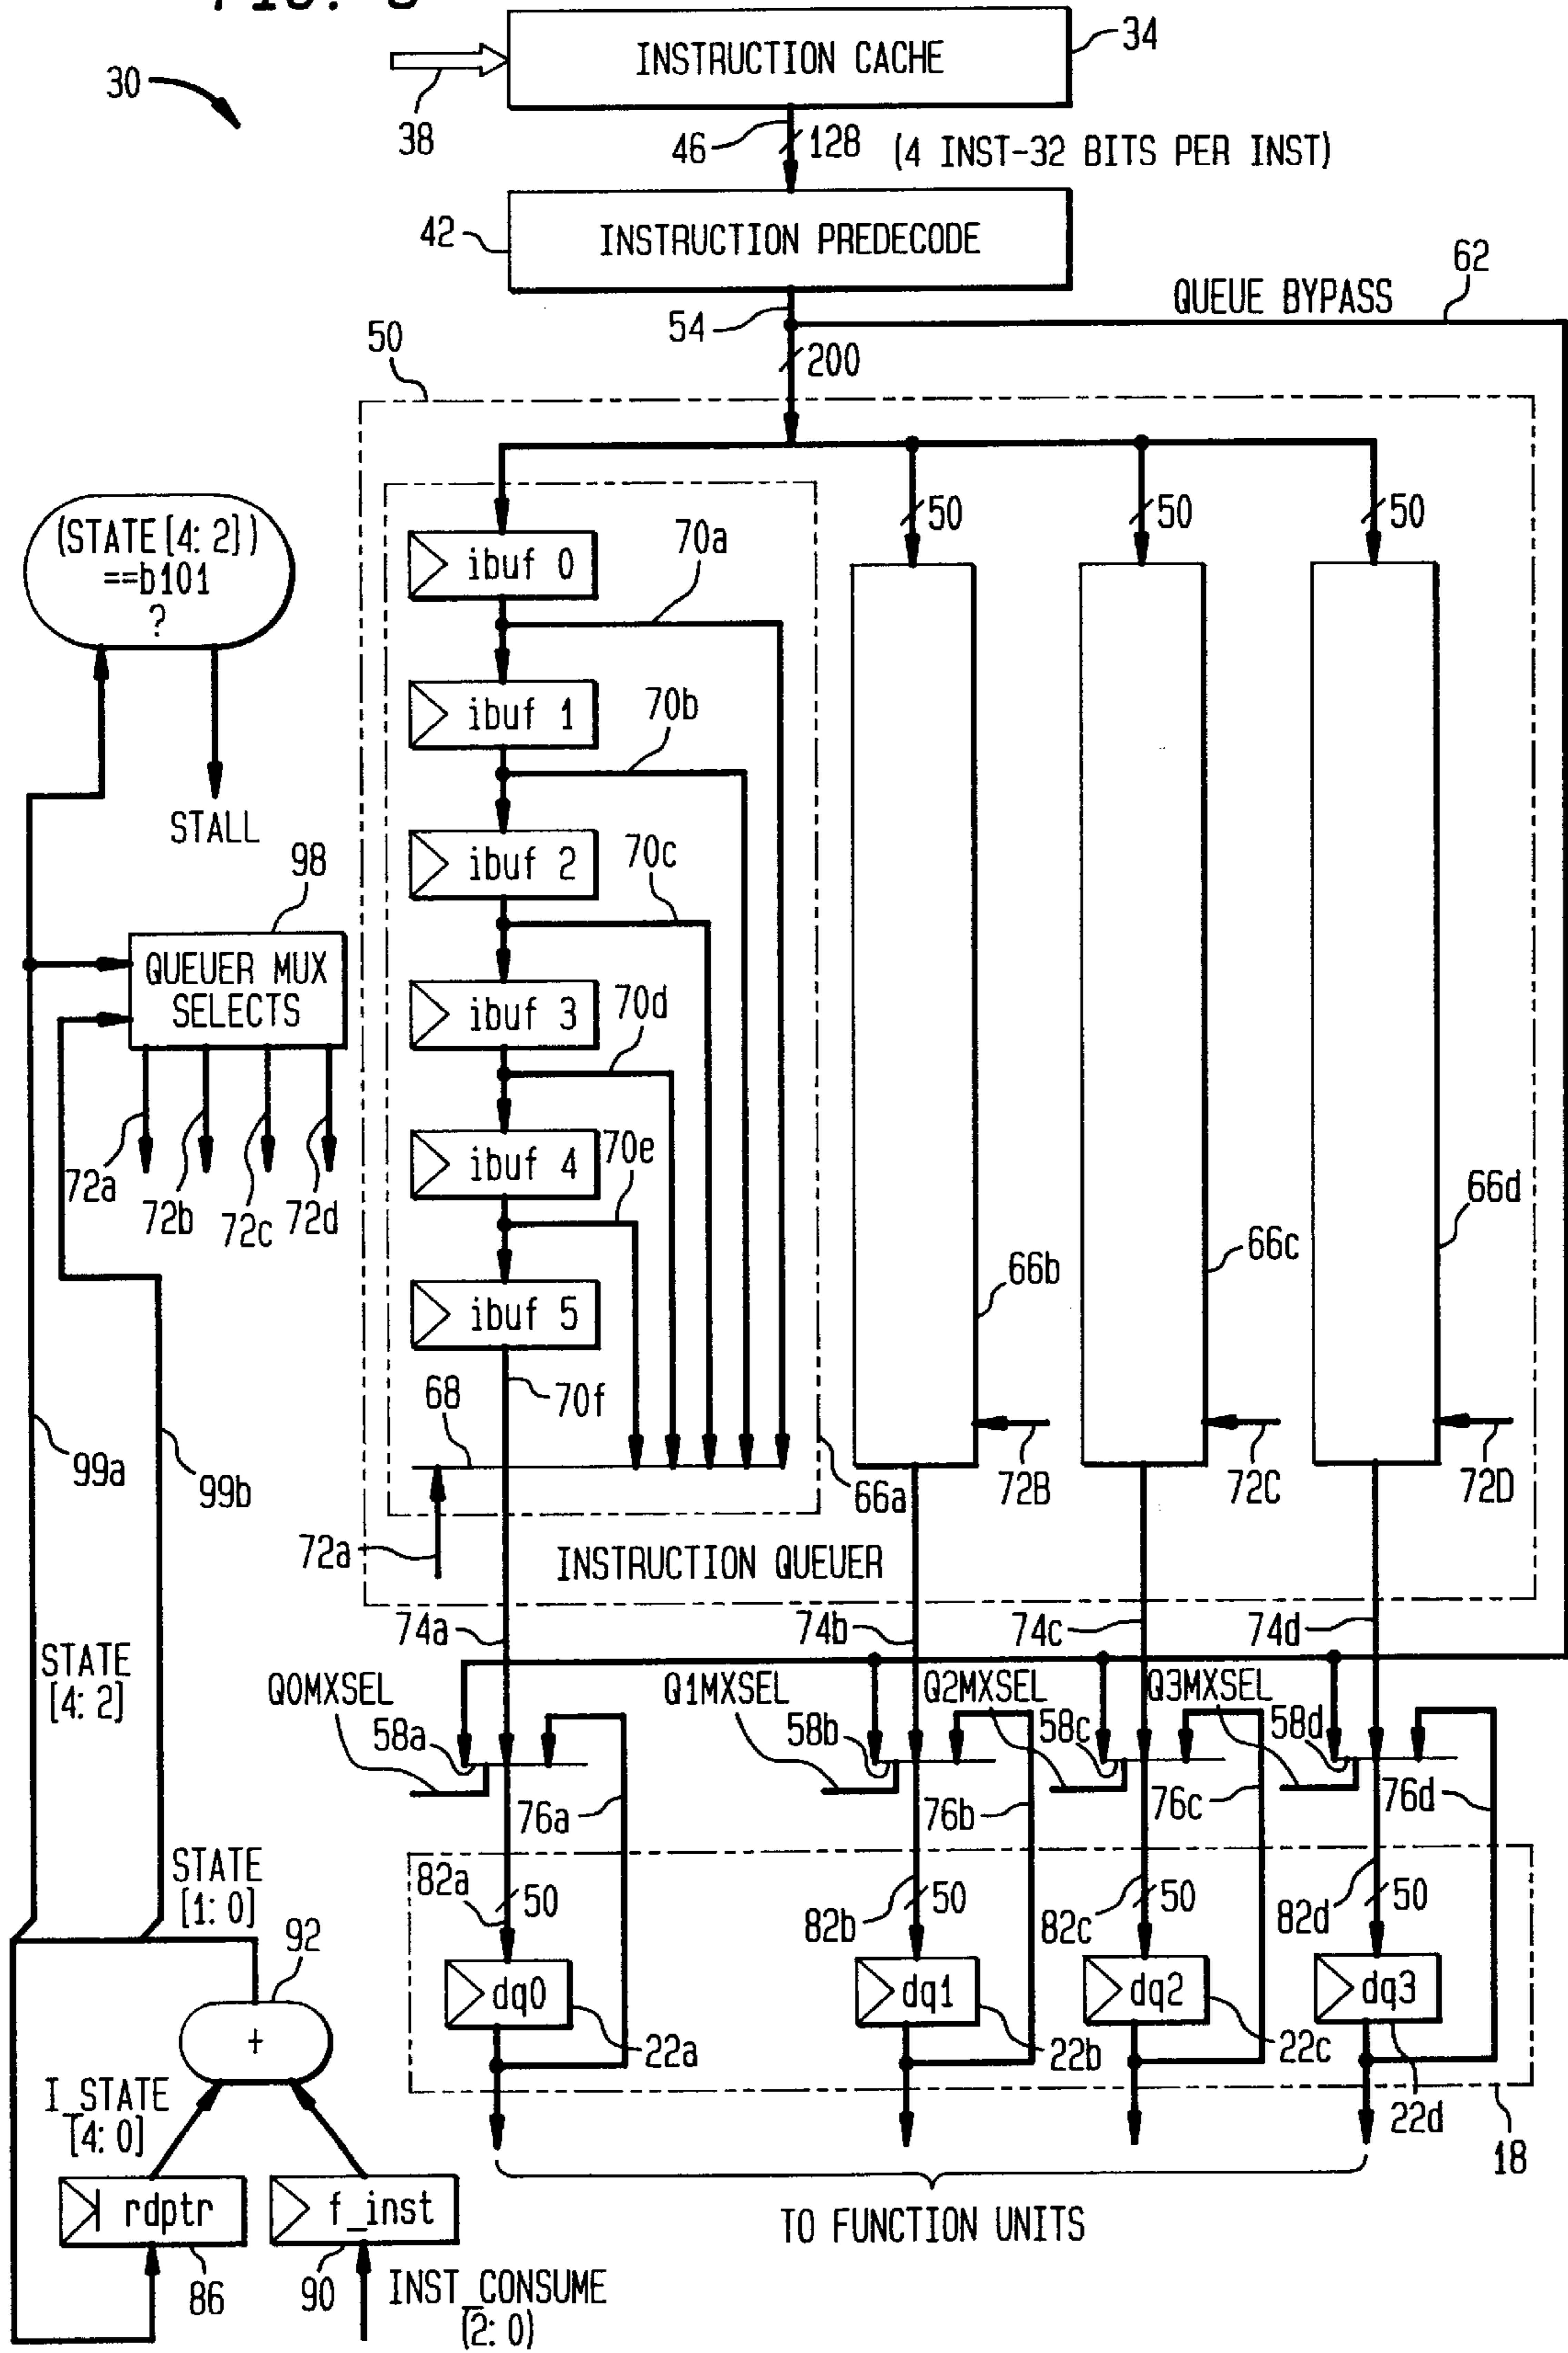 INSTRUCTION CACHE
34
30
38
46
128
(4 INST-32 BITS PER INST)
42
INSTRUCTION PREDECODE
62
QUEUE BYPASS
54
50
200
50
50
50
(STATE[4: 2])
==b101
?
ibuf 0
70a
ibuf 1
70b
STALL
ibuf 2
70c
98
QUEUER MUX
SELECTS
ibuf 3
70d
ibuf 4
70e
72a
72b
72c
72d
66d
66c
66b
ibuf 5
68
70f
99a
99b
66a
72B
72C
72D
72a
INSTRUCTION QUEUER
74a
74b
74c
74d
STATE
[4: 2]
Q0MXSEL
Q1MXSEL
Q2MXSEL
Q3MXSEL
58a
58b
58c
58d
76a
76b
76c
76d
STATE
[1: 0]
82a
50
82b
50
82c
50
82d
50
92
+
dq0
dq1
dq2
dq3
22a
22b
22c
22d
18
I_STATE
[4: 0]
rdptr
f_inst
TO FUNCTION UNITS
86
90
INST_CONSUME
(2: 0)